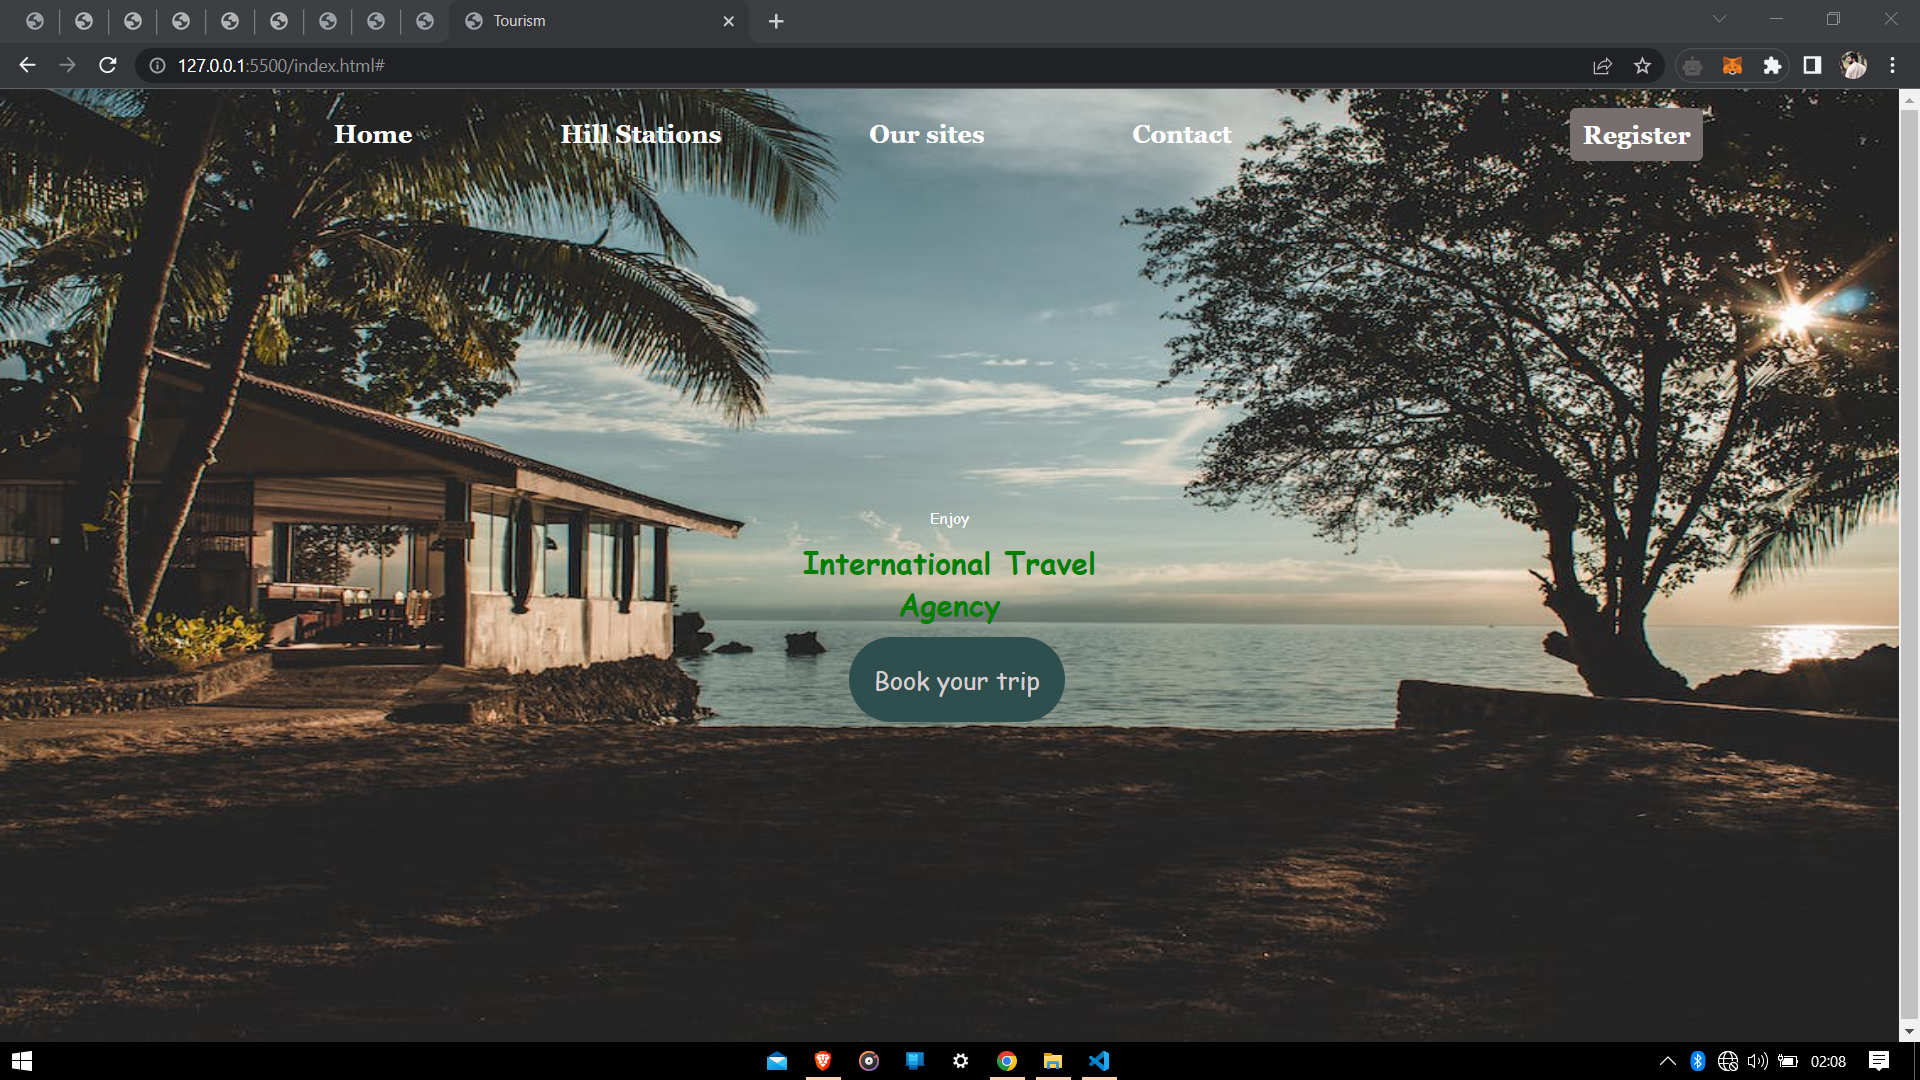 Tourism
127.0.0.1:5500/index.html#
Home
Hill Stations
Our sites
Contact
Register
Enjoy
International Travel
Agency
Book your trip
02:08